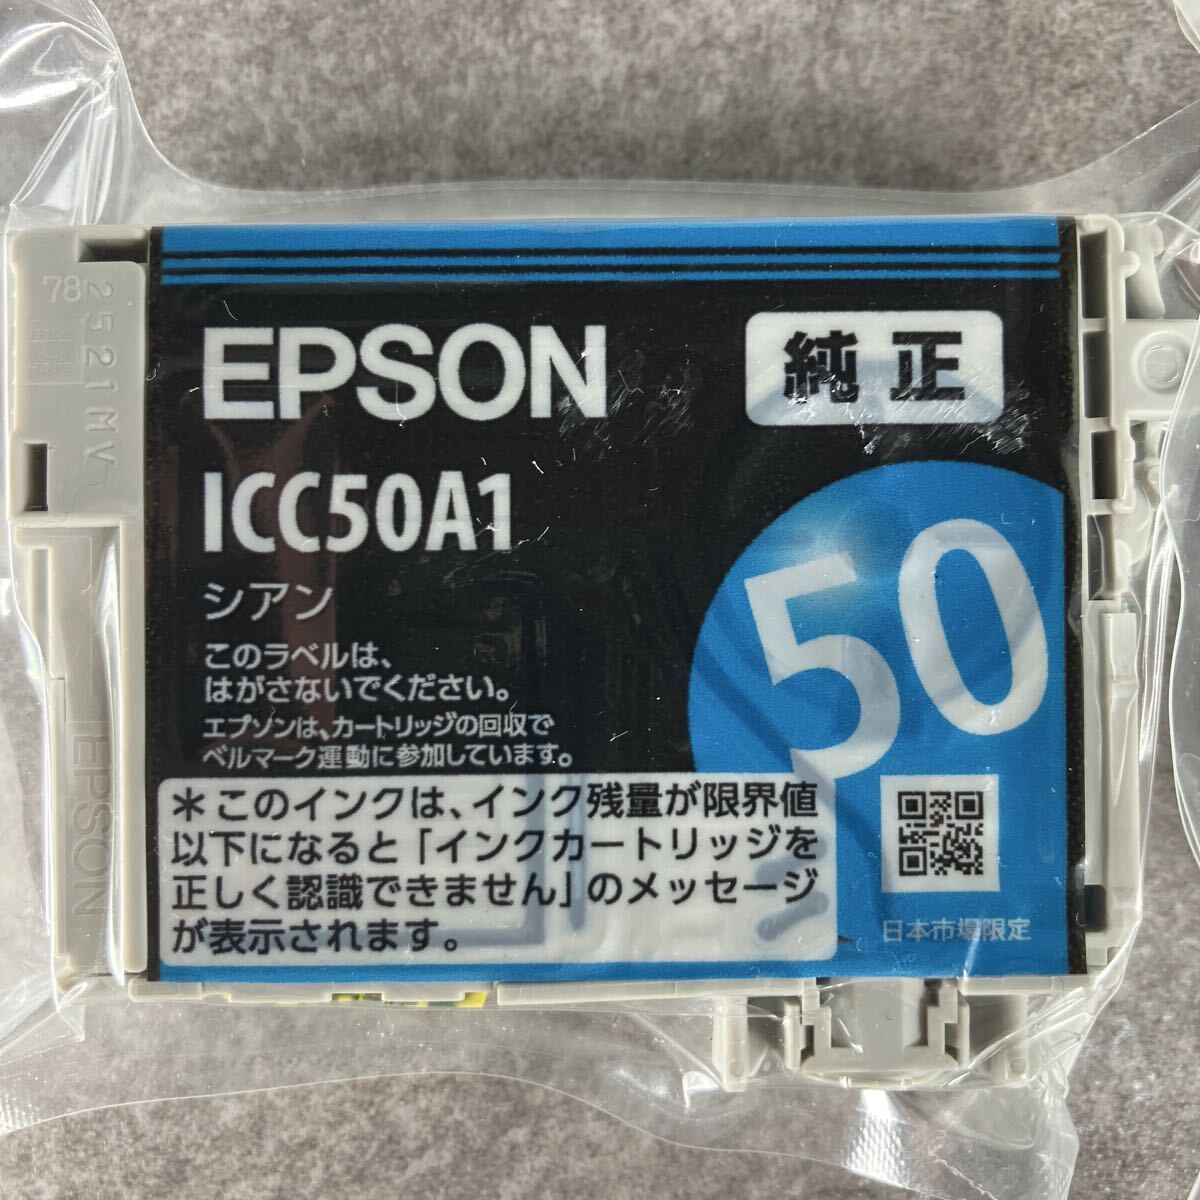 78
2521MV
EPSON
純正
ICC50A1
シアン
50
このラベルは、
はがさないでください。
エプソンは、カートリッジの回収で
ベルマーク運動に参加しています。
＊このインクは、インク残量が限界値
以下になると「インクカートリッジを
正しく認識できません」のメッセージ
が表示されます。
日本市場限定
EPSON